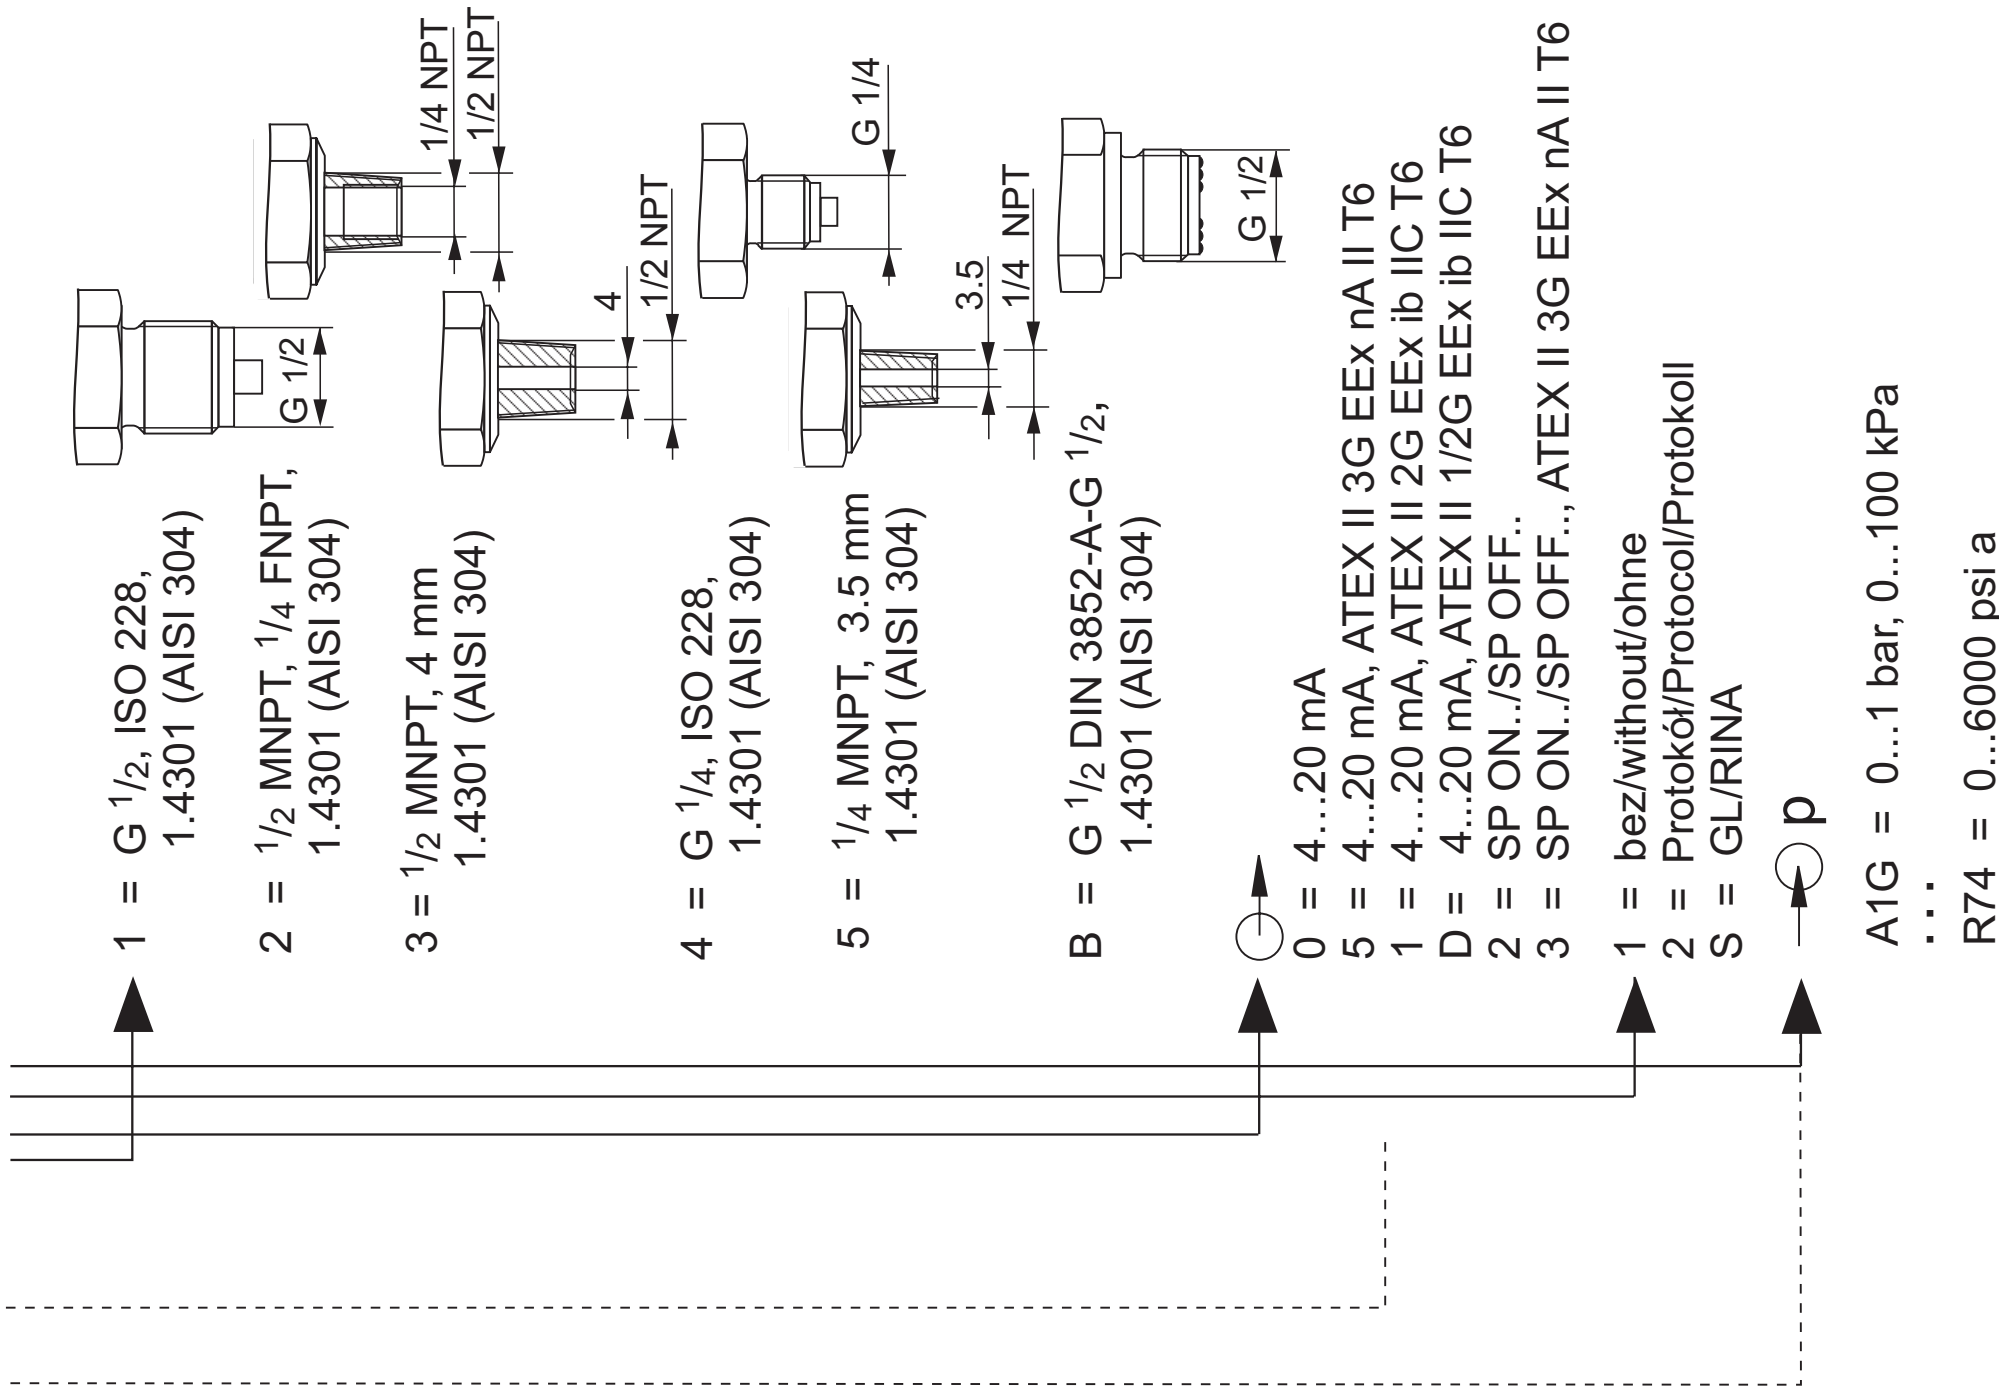 1 = G 1/2, ISO 228,
1.4301 (AISI 304)
G 1/2
2 = 1/2 MNPT, 1/4 FNPT,
1.4301 (AISI 304)
1/4 NPT
1/2 NPT
3 = 1/2 MNPT, 4 mm
1.4301 (AISI 304)
4
1/2 NPT
4 = G 1/4, ISO 228,
1.4301 (AISI 304)
G 1/4
5 = 1/4 MNPT, 3.5 mm
1.4301 (AISI 304)
3.5
1/4 NPT
B = G 1/2 DIN 3852-A-G 1/2,
1.4301 (AISI 304)
G 1/2
0 = 4...20 mA
5 = 4...20 mA, ATEX II 3G EEx nA II T6
1 = 4...20 mA, ATEX II 2G EEx ib IIC T6
D = 4...20 mA, ATEX II 1/2G EEx ib IIC T6
2 = SP ON../SP OFF..
3 = SP ON../SP OFF.., ATEX II 3G EEx nA II T6
1 = bez/without/ohne
2 = Protokół/Protocol/Protokoll
S = GL/RINA
p
A1G = 0...1 bar, 0...100 kPa
...
R74 = 0...6000 psi a